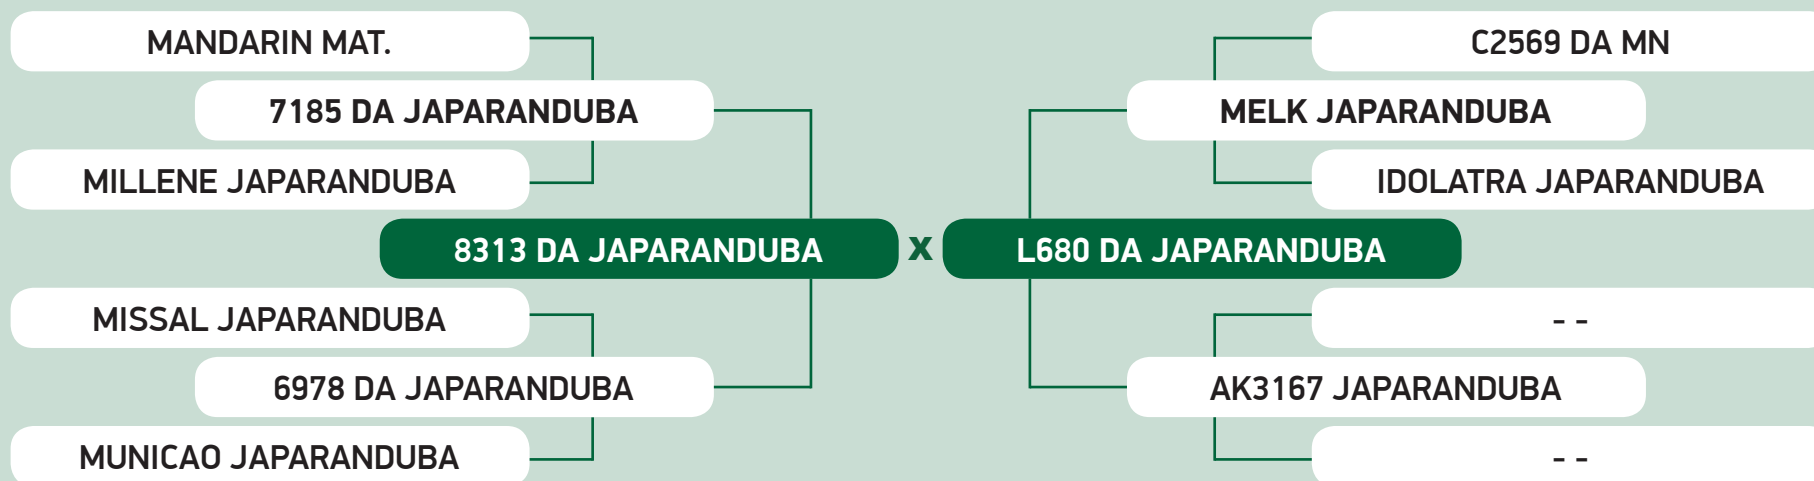 MANDARIN MAT.
C2569 DA MN
7185 DA JAPARANDUBA
MELK JAPARANDUBA
MILLENE JAPARANDUBA
IDOLATRA JAPARANDUBA
8313 DA JAPARANDUBA X L680 DA JAPARANDUBA
MISSAL JAPARANDUBA
- -
6978 DA JAPARANDUBA
AK3167 JAPARANDUBA
MUNICAO JAPARANDUBA
- -